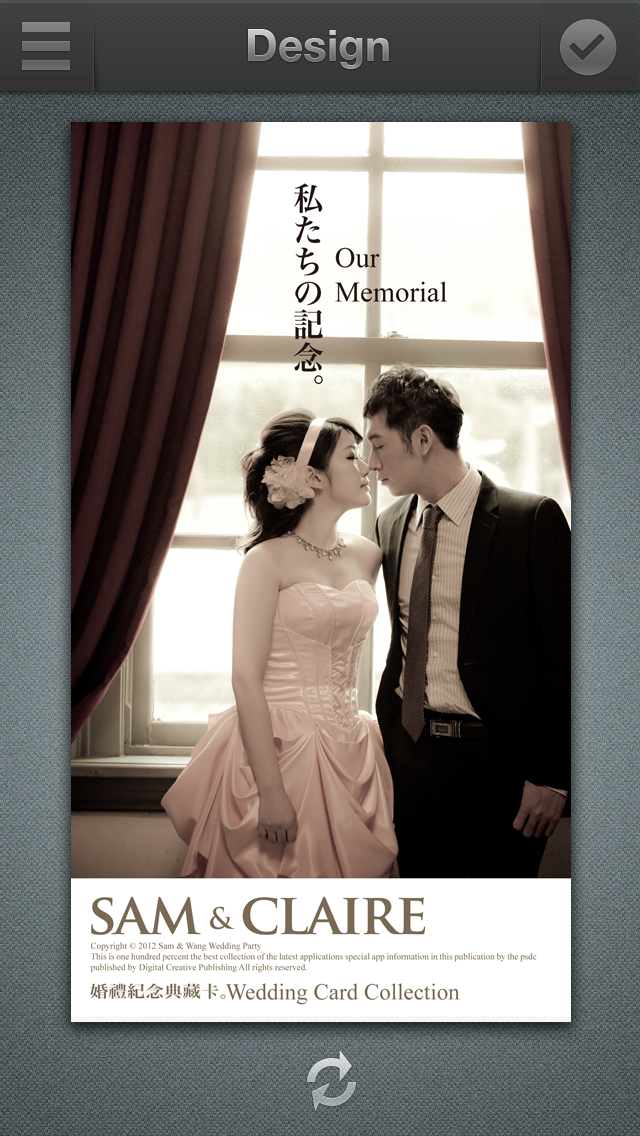 Design
私たちの記念。
Our
Memorial
SAM & CLAIRE
Copyright © 2012 Sam & Wang Wedding Party
This is one hundred percent the best collection of the latest applications special app information in this publication by the psdc
published by Digital Creative Publishing All rights reserved.
婚禮紀念典藏卡。Wedding Card Collection